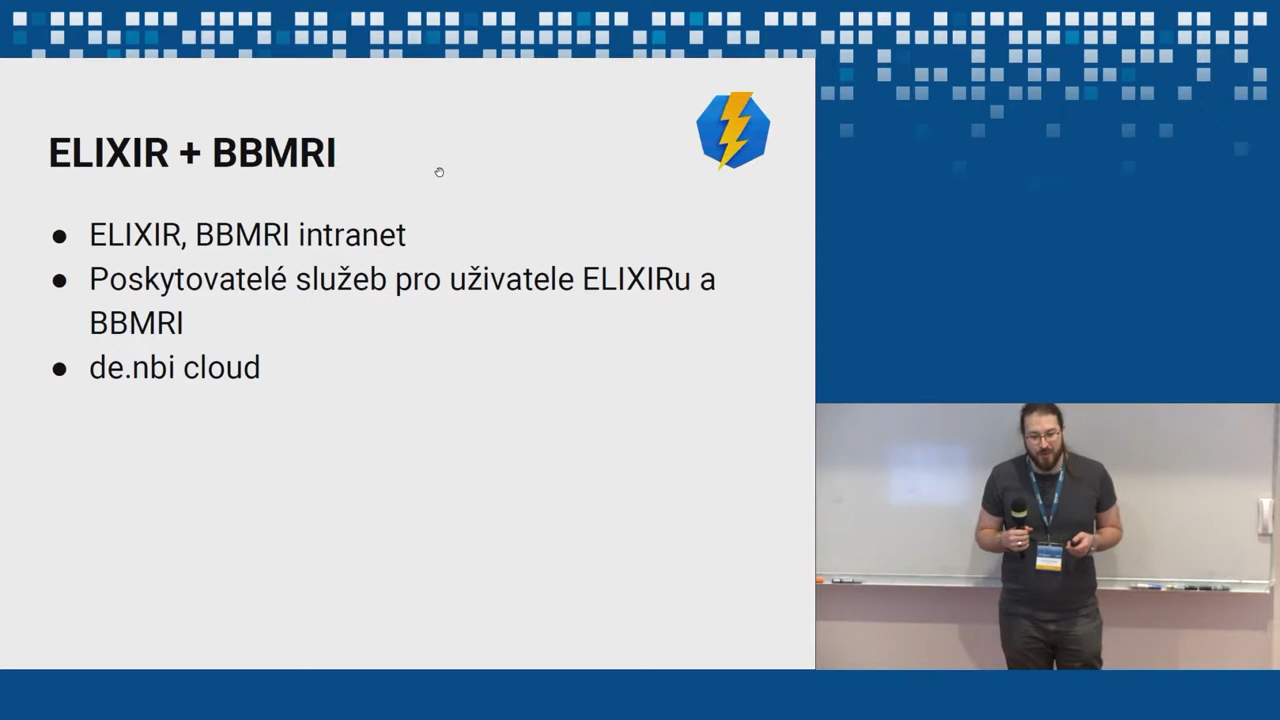 ELIXIR + BBMRI
● ELIXIR, BBMRI intranet
● Poskytovatelé služeb pro uživatele ELIXIRu a
BBMRI
● de.nbi cloud